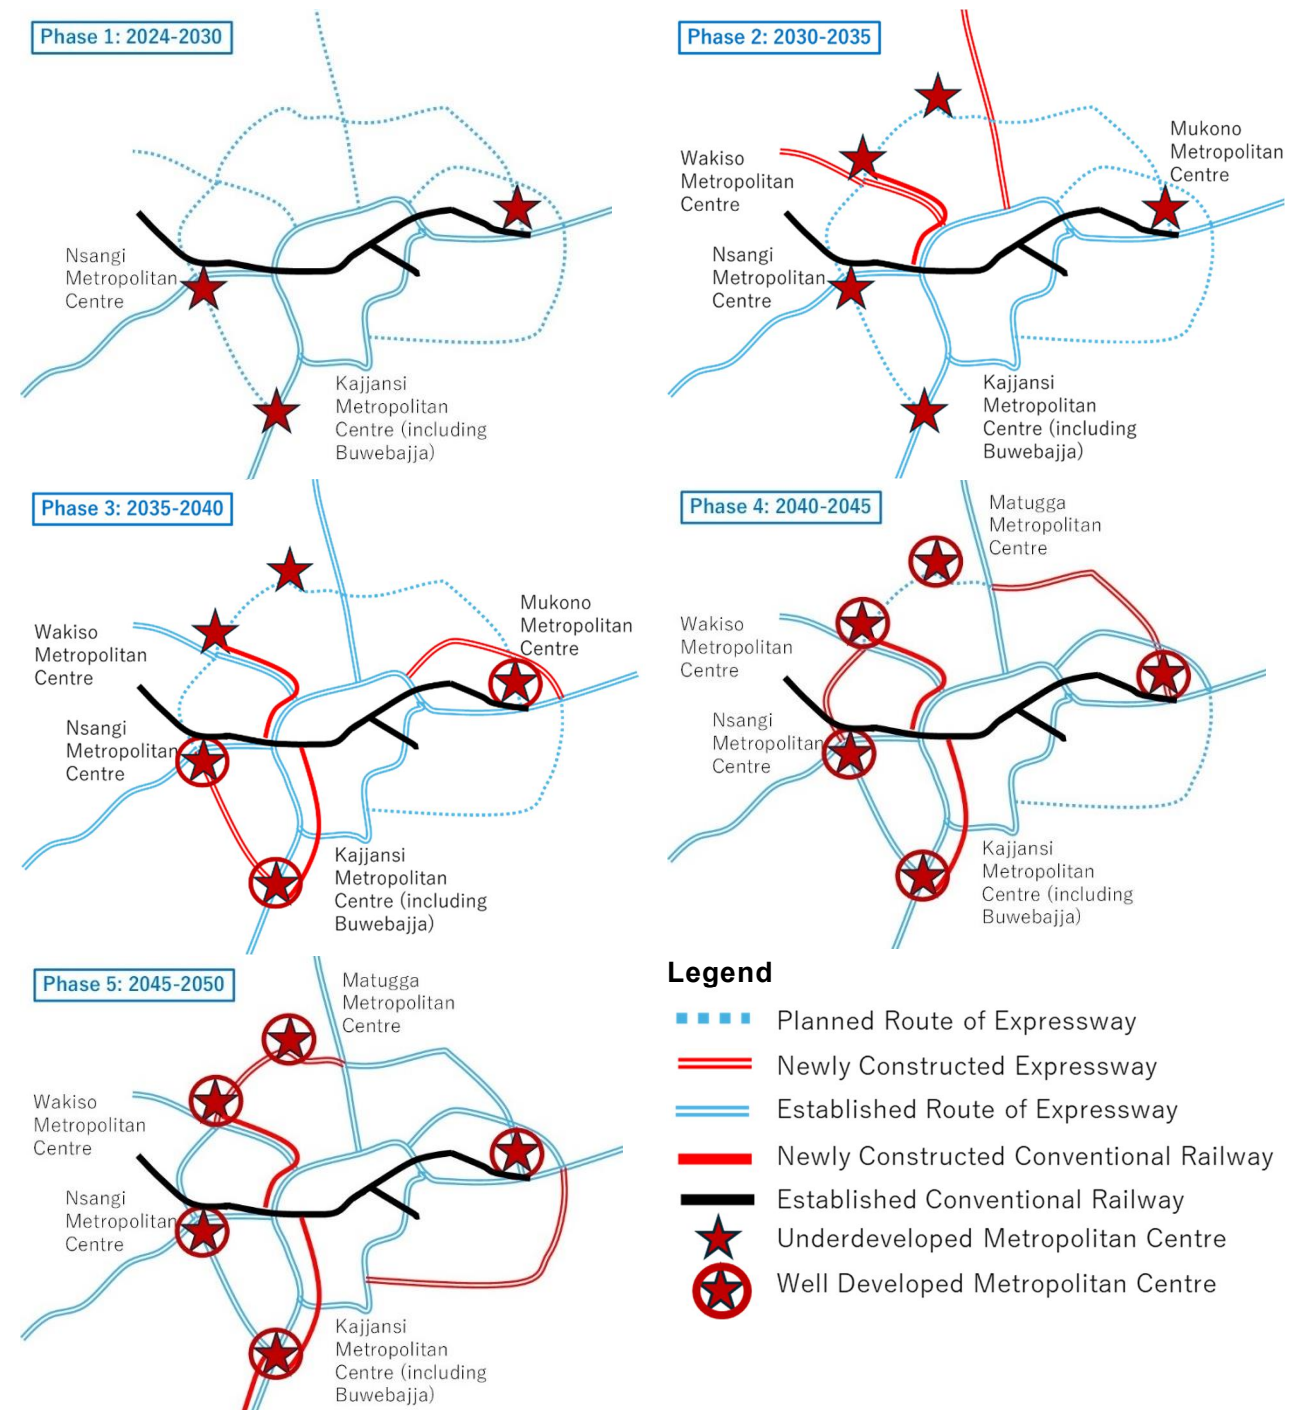 Phase 1: 2024-2030
Nsangi
Metropolitan
Centre
Kajjansi
Metropolitan
Centre (including
Buwebajja)
Phase 2: 2030-2035
Mukono
Metropolitan
Centre
Wakiso
Metropolitan
Centre
Nsangi
Metropolitan
Centre
Kajjansi
Metropolitan
Centre (including
Buwebajja)
Phase 3: 2035-2040
Mukono
Metropolitan
Centre
Wakiso
Metropolitan
Centre
Nsangi
Metropolitan
Centre
Kajjansi
Metropolitan
Centre (including
Buwebajja)
Phase 4: 2040-2045
Matugga
Metropolitan
Centre
Wakiso
Metropolitan
Centre
Nsangi
Metropolitan
Centre
Kajjansi
Metropolitan
Centre (including
Buwebajja)
Phase 5: 2045-2050
Matugga
Metropolitan
Centre
Wakiso
Metropolitan
Centre
Nsangi
Metropolitan
Centre
Kajjansi
Metropolitan
Centre (including
Buwebajja)
Legend
Planned Route of Expressway
Newly Constructed Expressway
Established Route of Expressway
Newly Constructed Conventional Railway
Established Conventional Railway
Underdeveloped Metropolitan Centre
Well Developed Metropolitan Centre